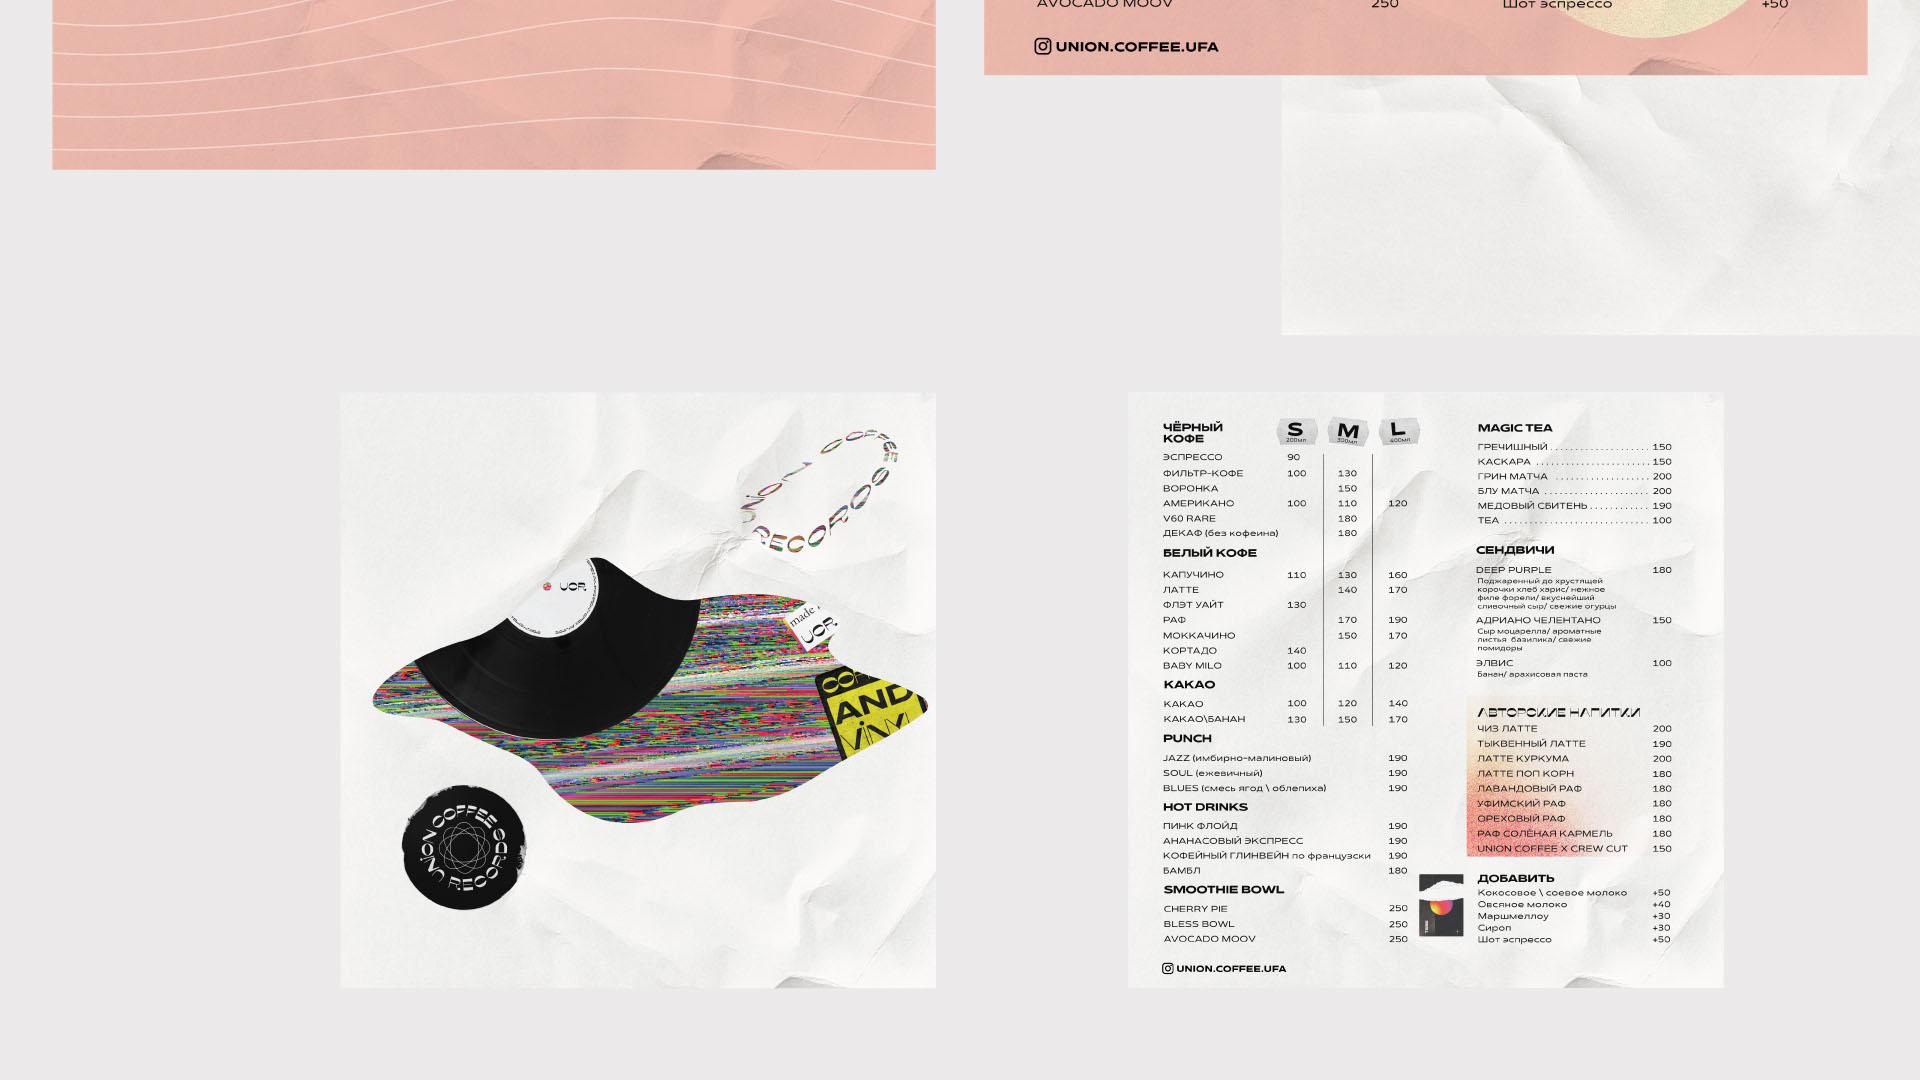 AVOCADO MOOV 250
Шот эспрессо +50
UNION.COFFEE.UFA
UNION COFFEE RECORDS
UCR
made
UCR
AND
VINYL
UNION COFFEE RECORDS
ЧЁРНЫЙ КОФЕ
S 200мл
M 300мл
L 400мл
ЭСПРЕССО 90
ФИЛЬТР-КОФЕ 100 130
ВОРОНКА 150
АМЕРИКАНО 100 110 120
V60 RARE 180
ДЕКАФ (без кофеина) 180
БЕЛЫЙ КОФЕ
КАПУЧИНО 110 130 160
ЛАТТЕ 140 170
ФЛЭТ УАЙТ 130
РАФ 170 190
МОККАЧИНО 150 170
КОРТАДО 140
BABY MILO 100 110 120
КАКАО
КАКАО 100 120 140
КАКАО\БАНАН 130 150 170
PUNCH
JAZZ (имбирно-малиновый) 190
SOUL (ежевичный) 190
BLUES (смесь ягод \ облепиха) 190
HOT DRINKS
ПИНК ФЛОЙД 190
АНАНАСОВЫЙ ЭКСПРЕСС 190
КОФЕЙНЫЙ ГЛИНВЕЙН по французски 190
БАМБЛ 180
SMOOTHIE BOWL
CHERRY PIE 250
BLESS BOWL 250
AVOCADO MOOV 250
UNION.COFFEE.UFA
MAGIC TEA
ГРЕЧИШНЫЙ 150
КАСКАРА 150
ГРИН МАТЧА 200
БЛУ МАТЧА 200
МЕДОВЫЙ СБИТЕНЬ 190
TEA 100
СЕНДВИЧИ
DEEP PURPLE 180
Поджаренный до хрустящей
корочки хлеб харис/ нежное
филе форели/ вкуснейший
сливочный сыр/ свежие огурцы
АДРИАНО ЧЕЛЕНТАНО 150
Сыр моцарелла/ ароматные
листья базилика/ свежие
помидоры
ЭЛВИС 100
Банан/ арахисовая паста
АВТОРСКИЕ НАПИТКИ
ЧИЗ ЛАТТЕ 200
ТЫКВЕННЫЙ ЛАТТЕ 190
ЛАТТЕ КУРКУМА 200
ЛАТТЕ ПОП КОРН 180
ЛАВАНДОВЫЙ РАФ 180
УФИМСКИЙ РАФ 180
ОРЕХОВЫЙ РАФ 180
РАФ СОЛЁНАЯ КАРМЕЛЬ 180
UNION COFFEE X CREW CUT 150
ДОБАВИТЬ
Кокосовое \ соевое молоко +50
Овсяное молоко +40
Маршмеллоу +30
Сироп +30
Шот эспрессо +50